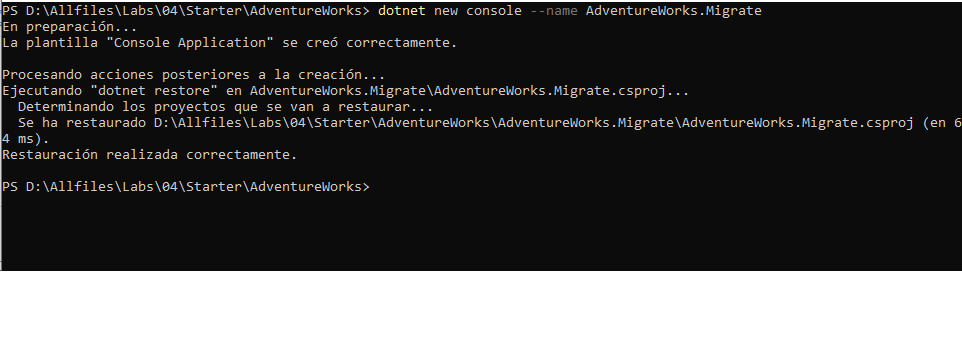 PS D:\Allfiles\Labs\04\Starter\AdventureWorks> dotnet new console --name AdventureWorks.Migrate
En preparación...
La plantilla "Console Application" se creó correctamente.
Procesando acciones posteriores a la creación...
Ejecutando "dotnet restore" en AdventureWorks.Migrate\AdventureWorks.Migrate.csproj...
  Determinando los proyectos que se van a restaurar...
  Se ha restaurado D:\Allfiles\Labs\04\Starter\AdventureWorks\AdventureWorks.Migrate\AdventureWorks.Migrate.csproj (en 6
4 ms).
Restauración realizada correctamente.
PS D:\Allfiles\Labs\04\Starter\AdventureWorks>